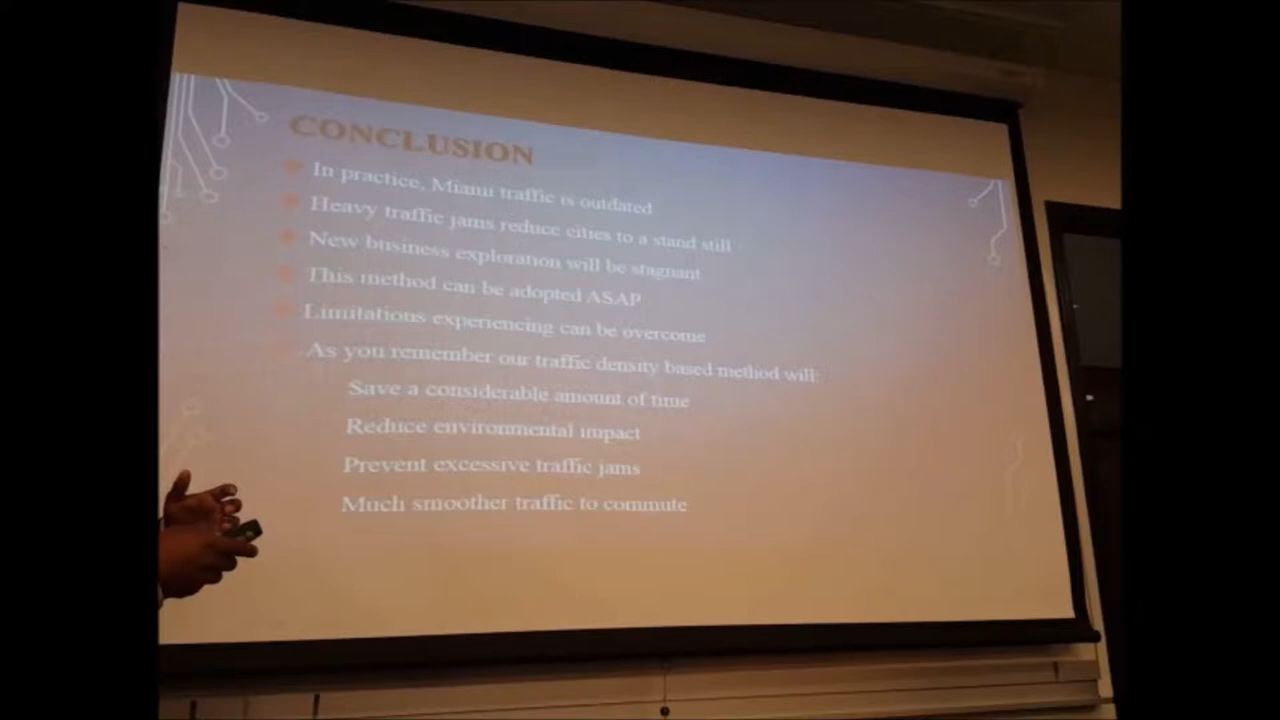 CONCLUSION
In practice, Miami traffic is outdated
Heavy traffic jams reduce cities to a stand still
New business exploration will be stagnant
This method can be adopted ASAP
Limitations experiencing can be overcome
As you remember our traffic density based method will:
Save a considerable amount of time
Reduce environmental impact
Prevent excessive traffic jams
Much smoother traffic to commute